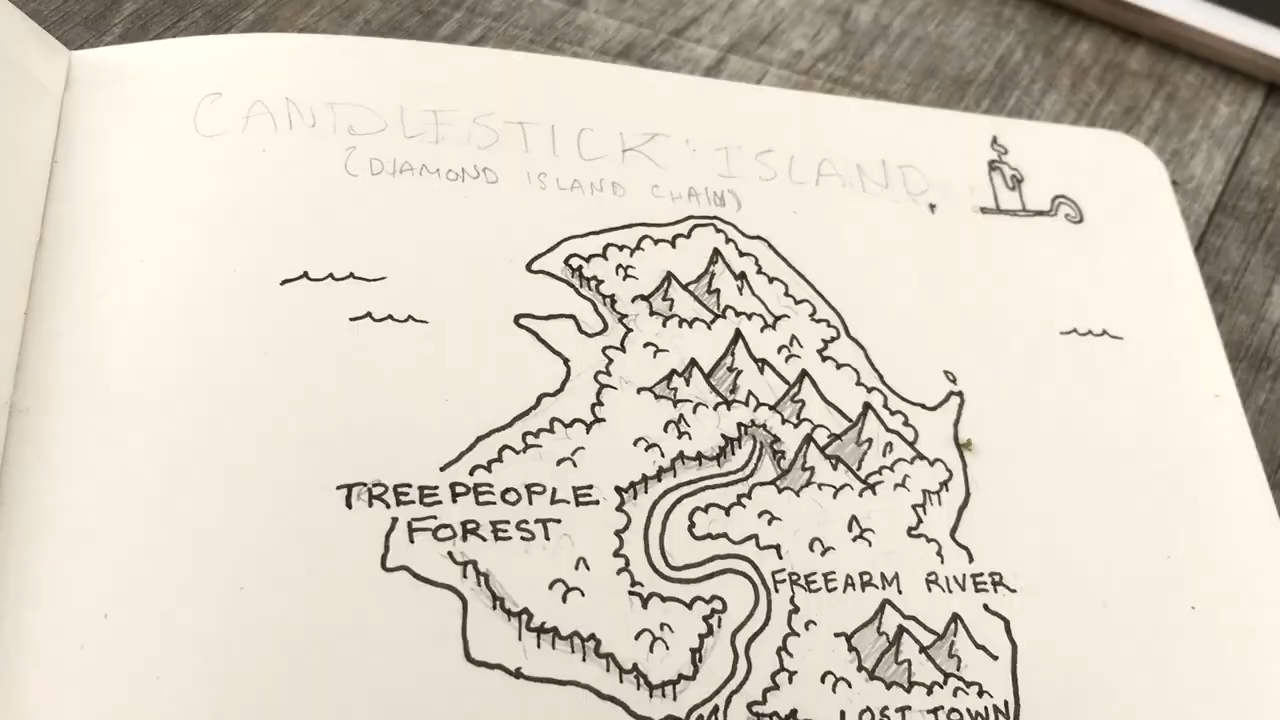 CANDLESTICK ISLAND
(DIAMOND ISLAND CHAIN)
TREEPEOPLE
FOREST
FREEARM RIVER
LOST TOWN